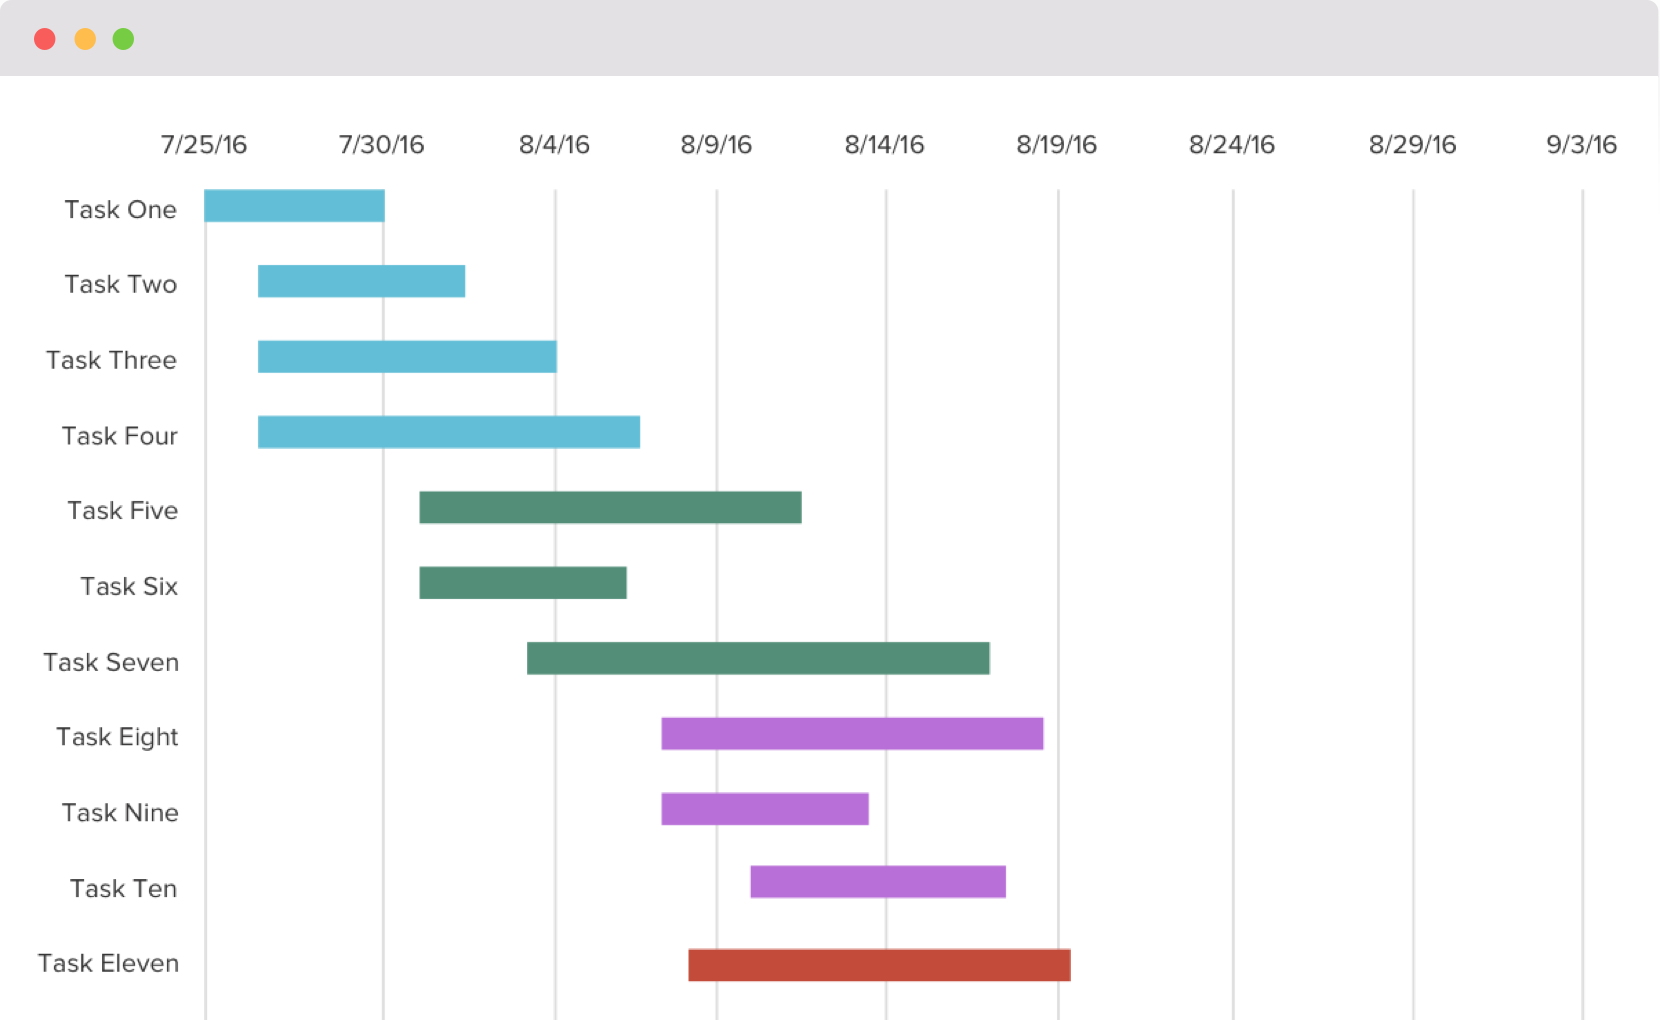 7/25/16 7/30/16 8/4/16 8/9/16 8/14/16 8/19/16 8/24/16 8/29/16 9/3/16
Task One
Task Two
Task Three
Task Four
Task Five
Task Six
Task Seven
Task Eight
Task Nine
Task Ten
Task Eleven